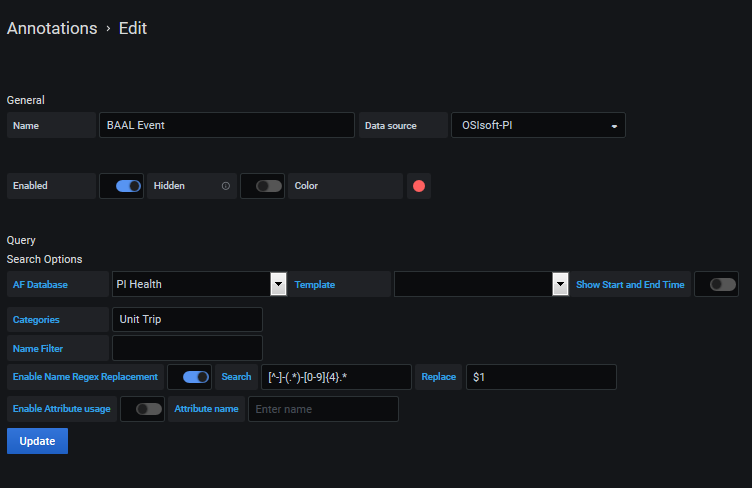 Annotations › Edit
General
Name BAAL Event Data source OSIsoft-PI
Enabled Hidden Color
Query
Search Options
AF Database PI Health Template Show Start and End Time
Categories Unit Trip
Name Filter
Enable Name Regex Replacement Search [^-]-(.*)-[0-9]{4}.* Replace $1
Enable Attribute usage Attribute name Enter name
Update